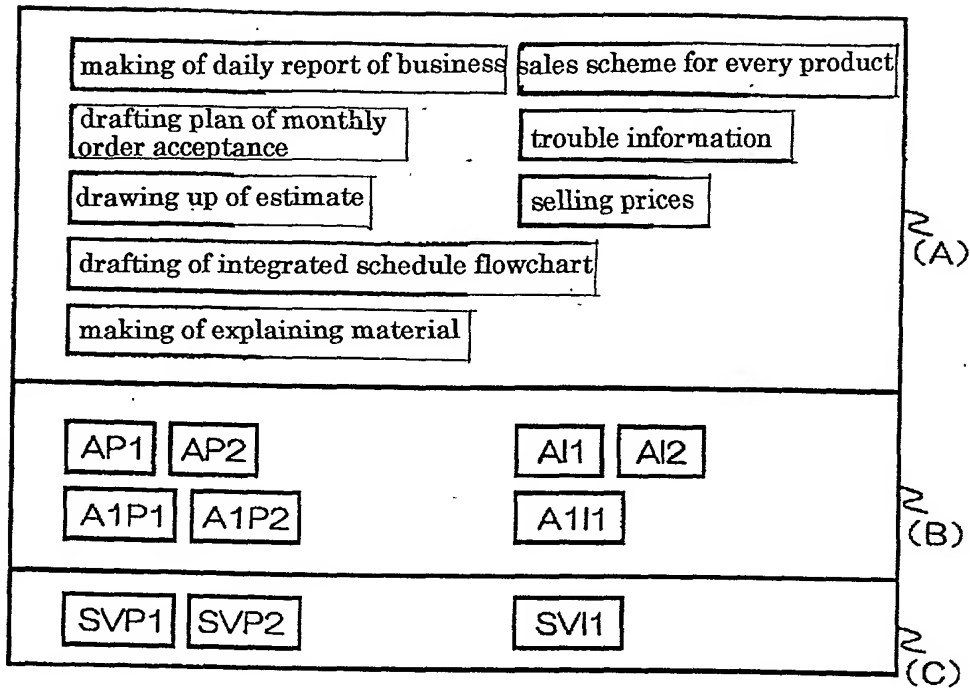 making of daily report of business
sales scheme for every product
drafting plan of monthly
order acceptance
trouble information
drawing up of estimate
selling prices
drafting of integrated schedule flowchart
making of explaining material
(A)
AP1 AP2 AI1 AI2
A1P1 A1P2 A1I1
(B)
SVP1 SVP2 SVI1
(C)